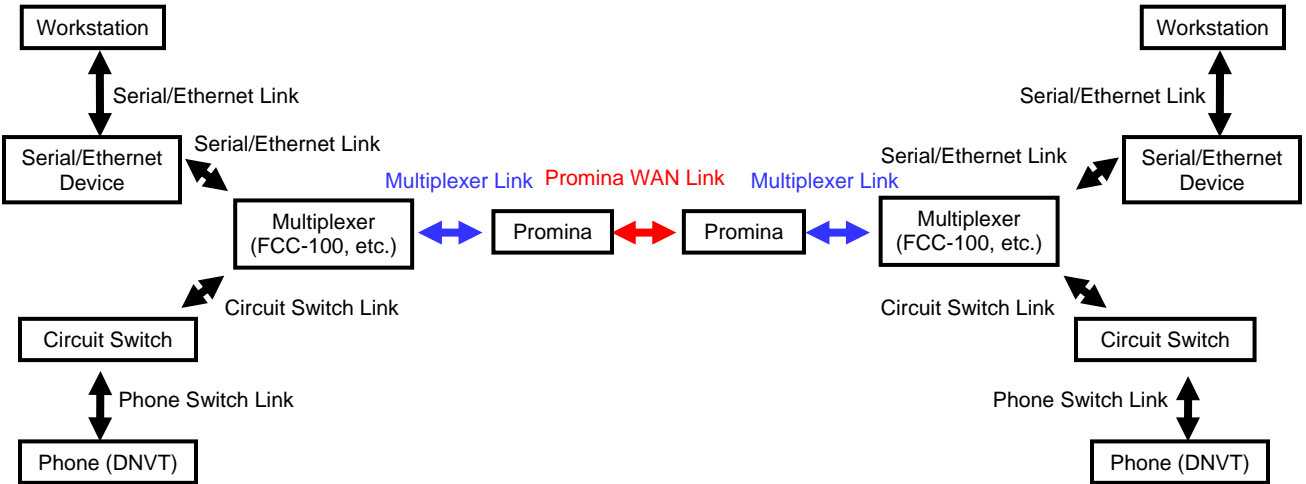 Workstation
Workstation
Serial/Ethernet Link
Serial/Ethernet Link
Serial/Ethernet
Device
Serial/Ethernet Link
Serial/Ethernet Link
Serial/Ethernet
Device
Multiplexer Link
Promina WAN Link
Multiplexer Link
Multiplexer
(FCC-100, etc.)
Promina
Promina
Multiplexer
(FCC-100, etc.)
Circuit Switch Link
Circuit Switch Link
Circuit Switch
Circuit Switch
Phone Switch Link
Phone Switch Link
Phone (DNVT)
Phone (DNVT)